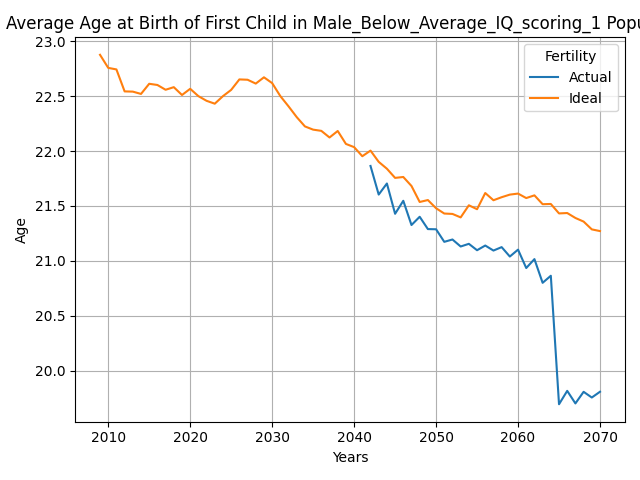 Average Age at Birth of First Child in Male_Below_Average_IQ_scoring_1
Fertility
Actual
Ideal
23.0
22.5
22.0
21.5
21.0
20.5
20.0
Age
2010 2020 2030 2040 2050 2060 2070
Years